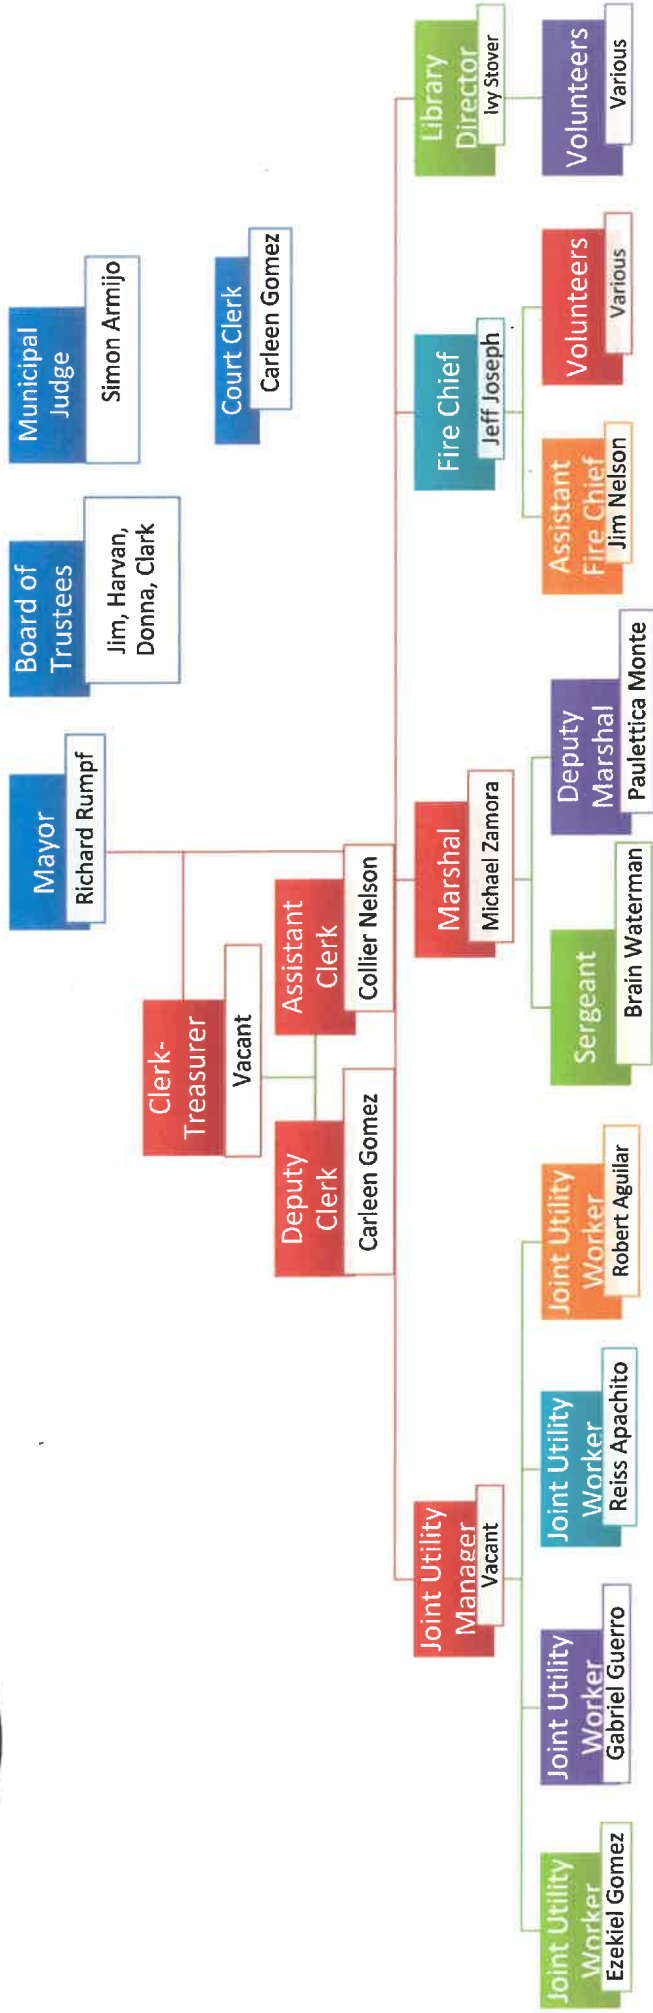 Mayor
Richard Rumpf
Board of
Trustees
Jim, Harvan,
Donna, Clark
Municipal
Judge
Simon Armijo
Clerk-
Treasurer
Vacant
Court Clerk
Carleen Gomez
Deputy
Clerk
Carleen Gomez
Assistant
Clerk
Collier Nelson
Joint Utility
Manager
Vacant
Marshal
Michael Zamora
Fire Chief
Jeff Joseph
Library
Director
Ivy Stover
Joint Utility
Worker
Ezekiel Gomez
Joint Utility
Worker
Gabriel Guerro
Joint Utility
Worker
Reiss Apachito
Joint Utility
Worker
Robert Aguilar
Sergeant
Brain Waterman
Deputy
Marshal
Paulettica Monte
Assistant
Fire Chief
Jim Nelson
Volunteers
Various
Volunteers
Various